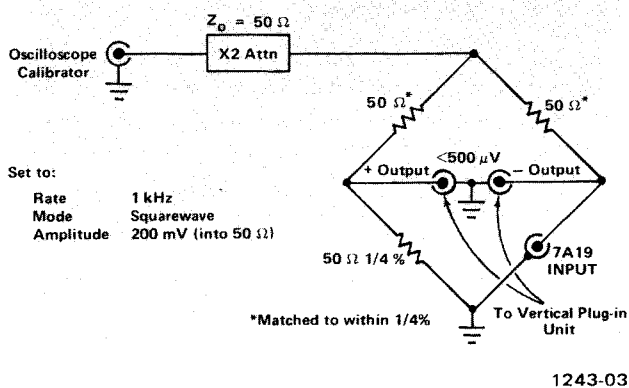 Z₀ = 50 Ω
Oscilloscope
Calibrator
X2 Attn
50 Ω*
50 Ω*
<500 μV
+ Output
− Output
Set to:
Rate 1 kHz
Mode Squarewave
Amplitude 200 mV (into 50 Ω)
50 Ω 1/4 %
7A19
INPUT
*Matched to within 1/4%
To Vertical Plug-in
Unit
1243-03